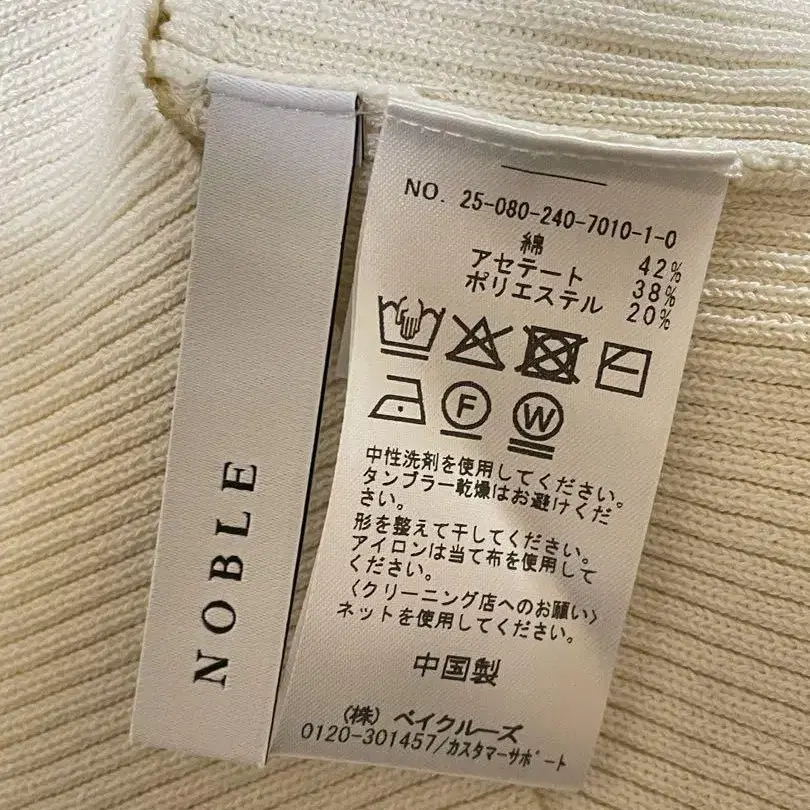 NOBLE
NO. 25-080-240-7010-1-0
綿 42%
アセテート 38%
ポリエステル 20%
F W
中性洗剤を使用してください。
タンブラー乾燥はお避けくだ
さい。
形を整えて干してください。
アイロンは当て布を使用して
ください。
〈クリーニング店へのお願い〉
ネットを使用してください。
中国製
(株) ベイクルーズ
0120-301457/カスタマーサポート